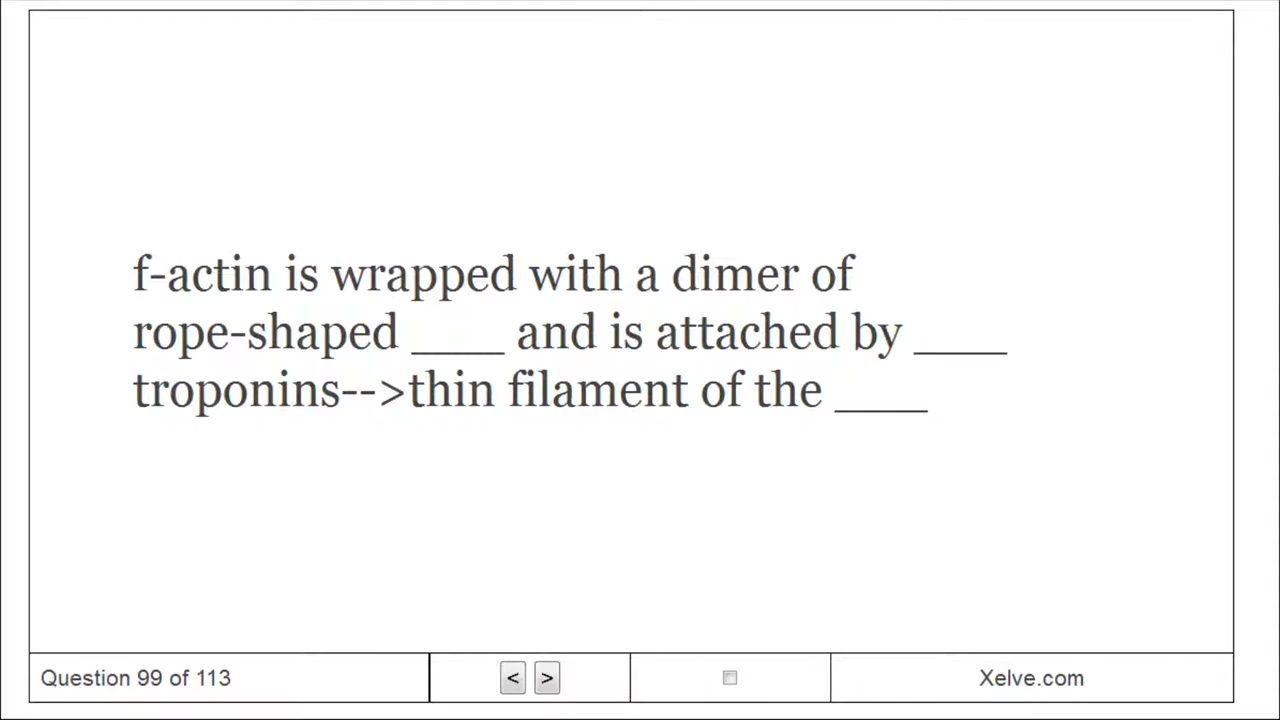 f-actin is wrapped with a dimer of
rope-shaped ____ and is attached by ____
troponins-->thin filament of the ____
Question 99 of 113
< >
Xelve.com